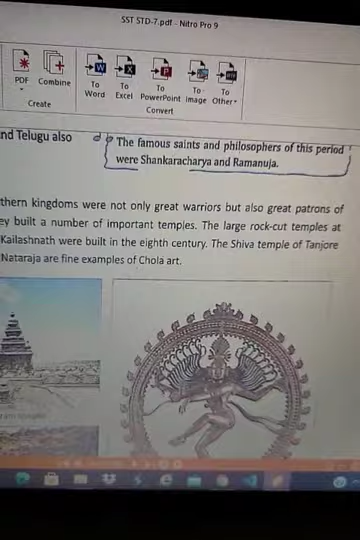 SST STD-7.pdf - Nitro Pro 9
PDF Combine To Word To Excel To PowerPoint To Image To Other
Create Convert
nd Telugu also
The famous saints and philosophers of this period
were Shankaracharya and Ramanuja.
thern kingdoms were not only great warriors but also great patrons of
ey built a number of important temples. The large rock-cut temples at
Kailashnath were built in the eighth century. The Shiva temple of Tanjore
Nataraja are fine examples of Chola art.